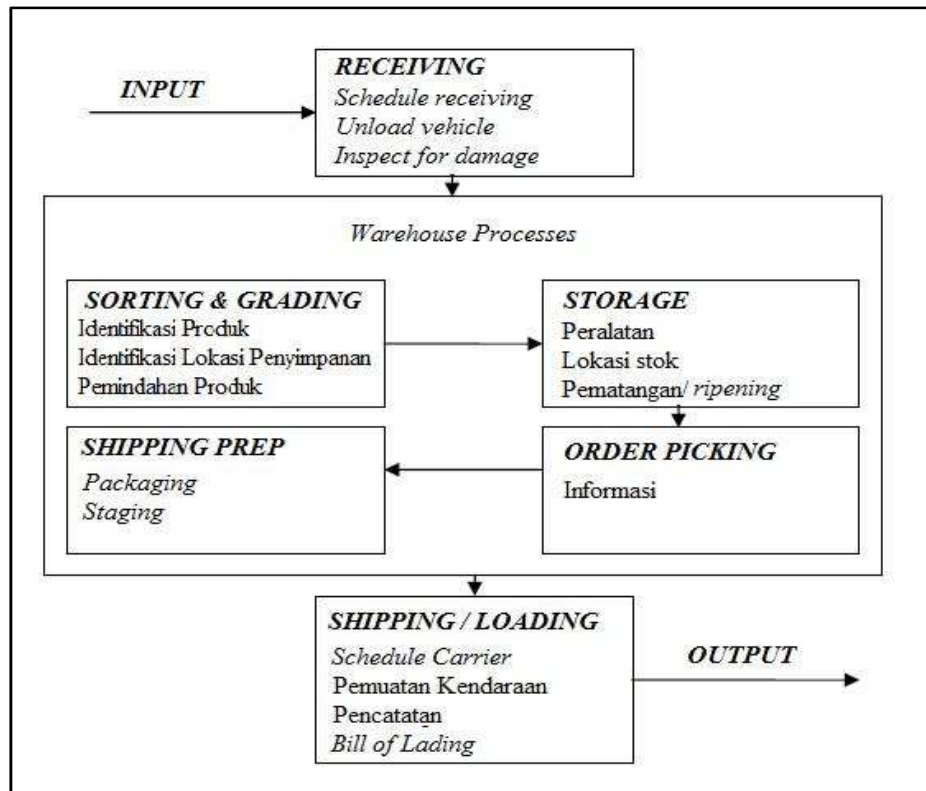 INPUT
RECEIVING
Schedule receiving
Unload vehicle
Inspect for damage
Warehouse Processes
SORTING & GRADING
Identifikasi Produk
Identifikasi Lokasi Penyimpanan
Pemindahan Produk
STORAGE
Peralatan
Lokasi stok
Pematangan/ ripening
SHIPPING PREP
Packaging
Staging
ORDER PICKING
Informasi
SHIPPING / LOADING
Schedule Carrier
Pemuatan Kendaraan
Pencatatan
Bill of Lading
OUTPUT